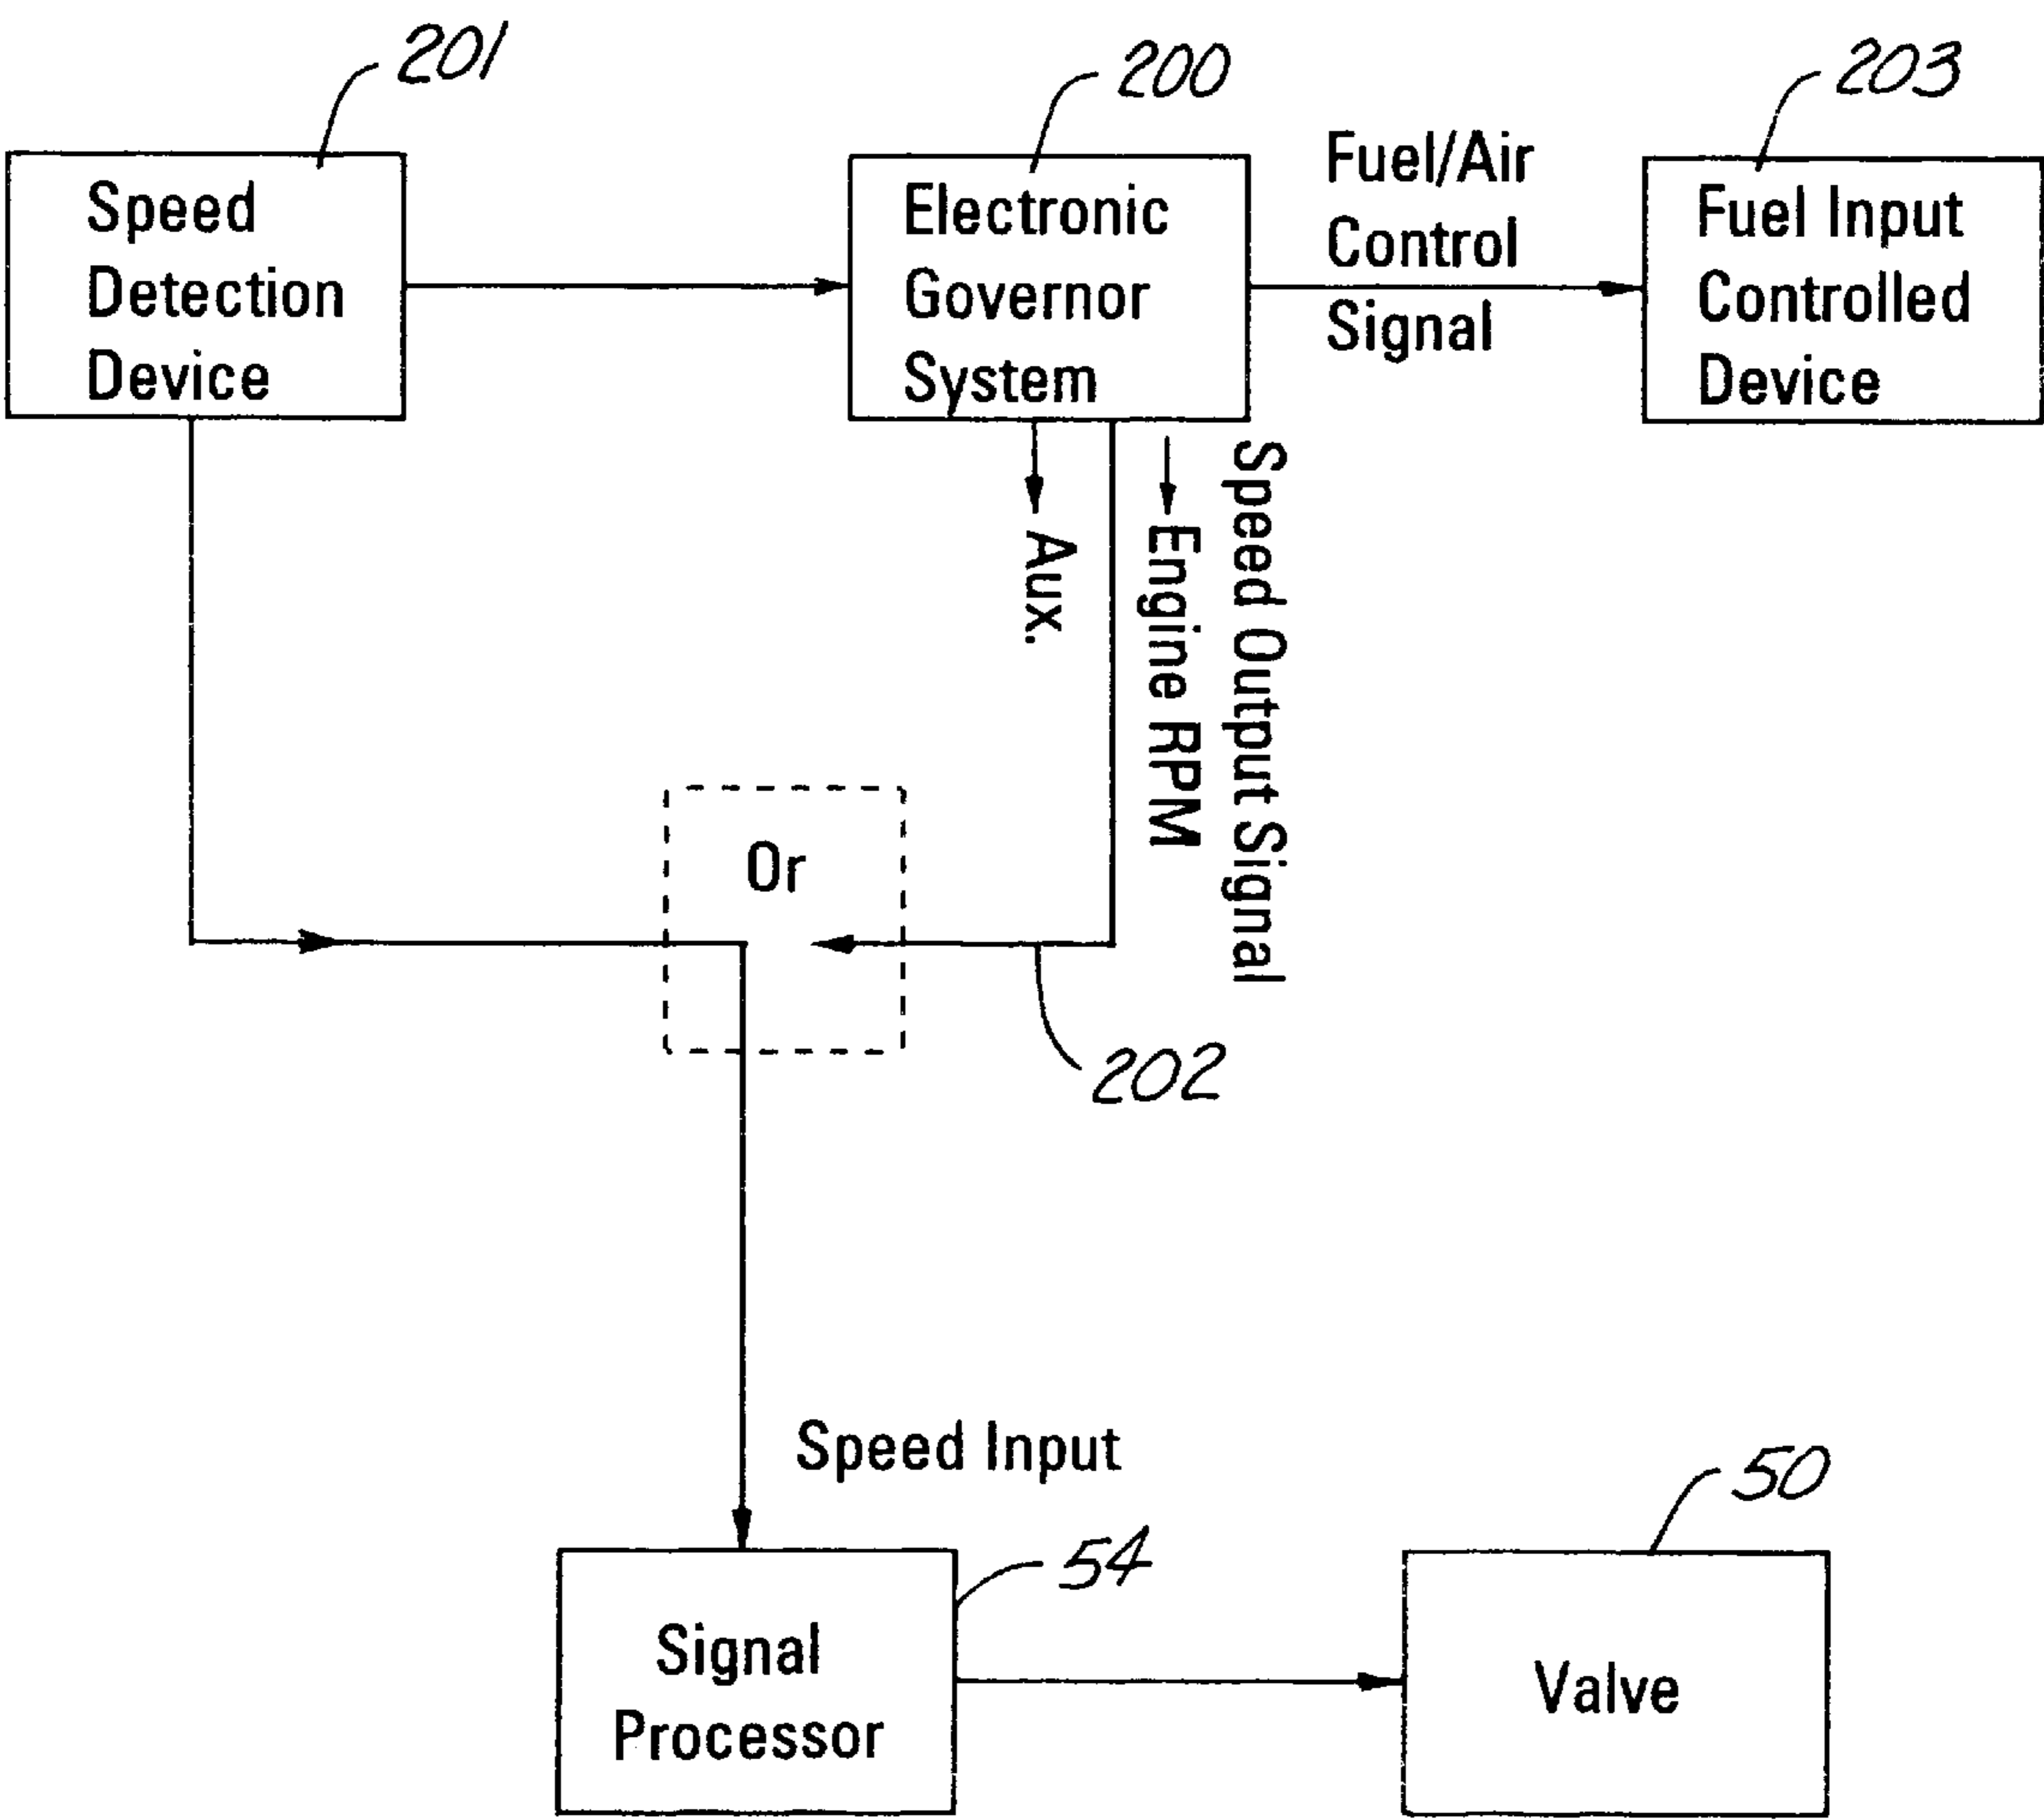 201
200
203
Speed
Detection
Device
Electronic
Governor
System
Fuel/Air
Control
Signal
Fuel Input
Controlled
Device
Aux.
Engine RPM
Speed Output Signal
Or
202
Speed Input
54
50
Signal
Processor
Valve